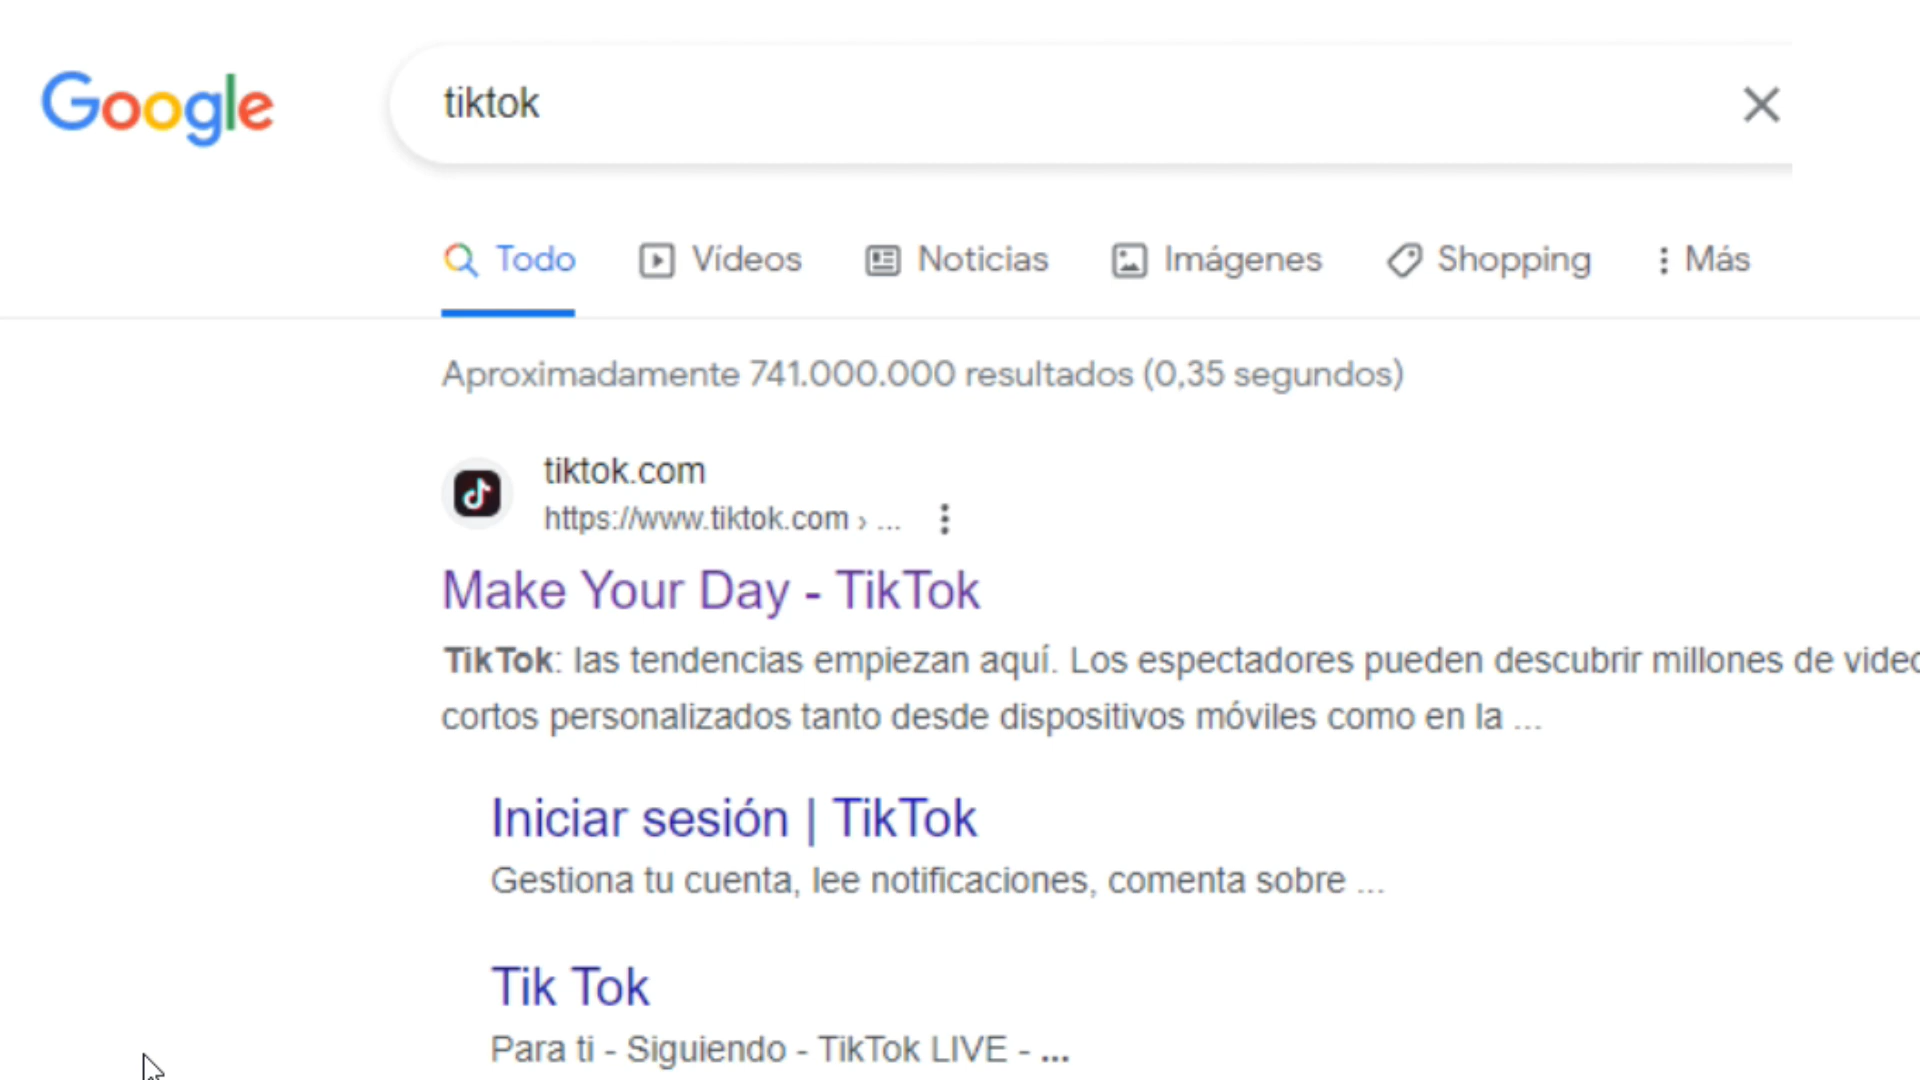 Google
tiktok
Todo Vídeos Noticias Imágenes Shopping Más
Aproximadamente 741.000.000 resultados (0,35 segundos)
tiktok.com
https://www.tiktok.com › ...
Make Your Day - TikTok
TikTok: las tendencias empiezan aquí. Los espectadores pueden descubrir millones de video
cortos personalizados tanto desde dispositivos móviles como en la ...
Iniciar sesión | TikTok
Gestiona tu cuenta, lee notificaciones, comenta sobre ...
Tik Tok
Para ti - Siguiendo - TikTok LIVE - ...